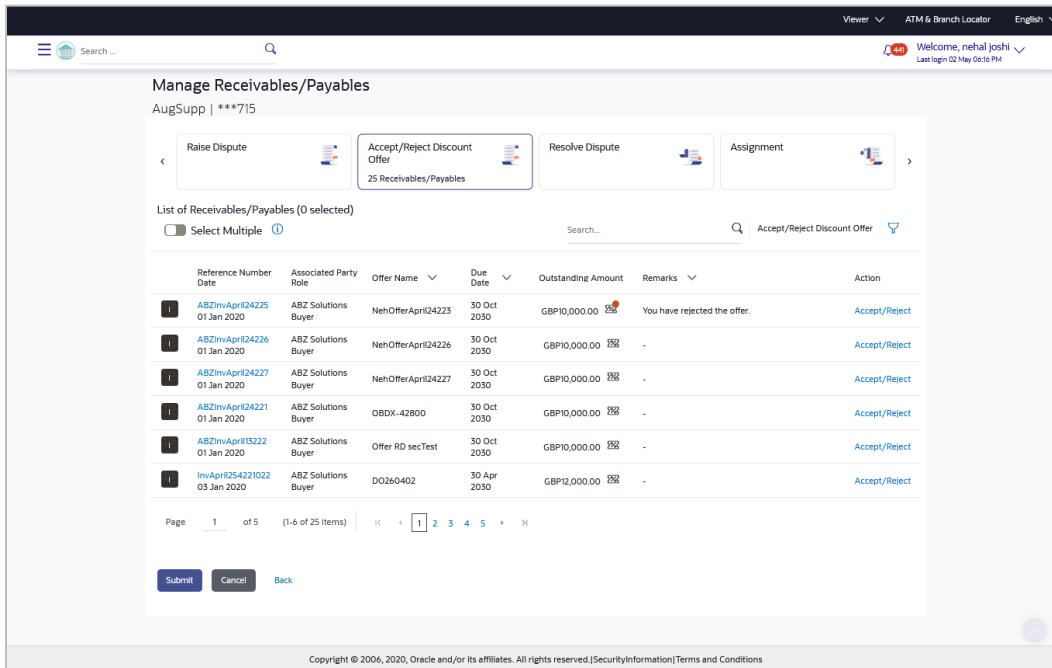 Viewer ATM & Branch Locator English
Search ... 441 Welcome, nehal joshi
Last login 02 May 06:16 PM
Manage Receivables/Payables
AugSupp | ***715
Raise Dispute
Accept/Reject Discount
Offer
25 Receivables/Payables
Resolve Dispute
Assignment
List of Receivables/Payables (0 selected)
Select Multiple Search... Accept/Reject Discount Offer
Reference Number Associated Party Offer Name Due Outstanding Amount Remarks Action
Date Role Date
I ABZInvApril24225 ABZ Solutions NehOfferApril24223 30 Oct GBP10,000.00 You have rejected the offer. Accept/Reject
01 Jan 2020 Buyer 2030
I ABZInvApril24226 ABZ Solutions NehOfferApril24226 30 Oct GBP10,000.00 - Accept/Reject
01 Jan 2020 Buyer 2030
I ABZInvApril24227 ABZ Solutions NehOfferApril24227 30 Oct GBP10,000.00 - Accept/Reject
01 Jan 2020 Buyer 2030
I ABZInvApril24221 ABZ Solutions OBDX-42800 30 Oct GBP10,000.00 - Accept/Reject
01 Jan 2020 Buyer 2030
I ABZInvApril13222 ABZ Solutions Offer RD secTest 30 Oct GBP10,000.00 - Accept/Reject
01 Jan 2020 Buyer 2030
I InvApril254221022 ABZ Solutions DO260402 30 Apr GBP12,000.00 - Accept/Reject
03 Jan 2020 Buyer 2030
Page 1 of 5 (1-6 of 25 Items) 1 2 3 4 5
Submit Cancel Back
Copyright © 2006, 2020, Oracle and/or its affiliates. All rights reserved.|SecurityInformation|Terms and Conditions